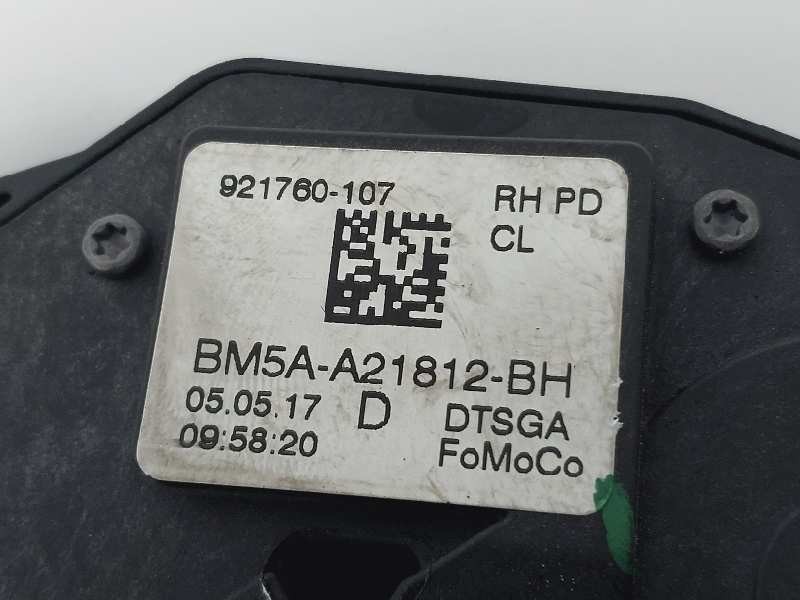 921760-107 RH PD
CL
BM5A-A21812-BH
05.05.17 D DTSGA
09:58:20 FoMoCo